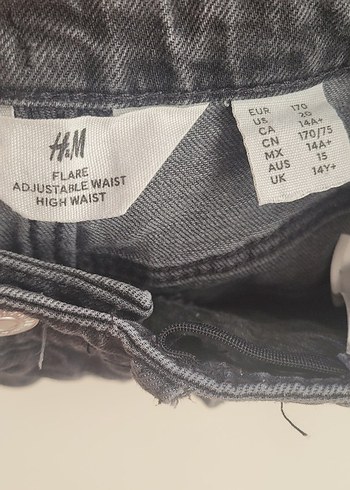 H&M
FLARE
ADJUSTABLE WAIST
HIGH WAIST
EUR 170
US 20
CA 14A+
CN 170/75
MX 14A+
AUS 15
UK 14Y+